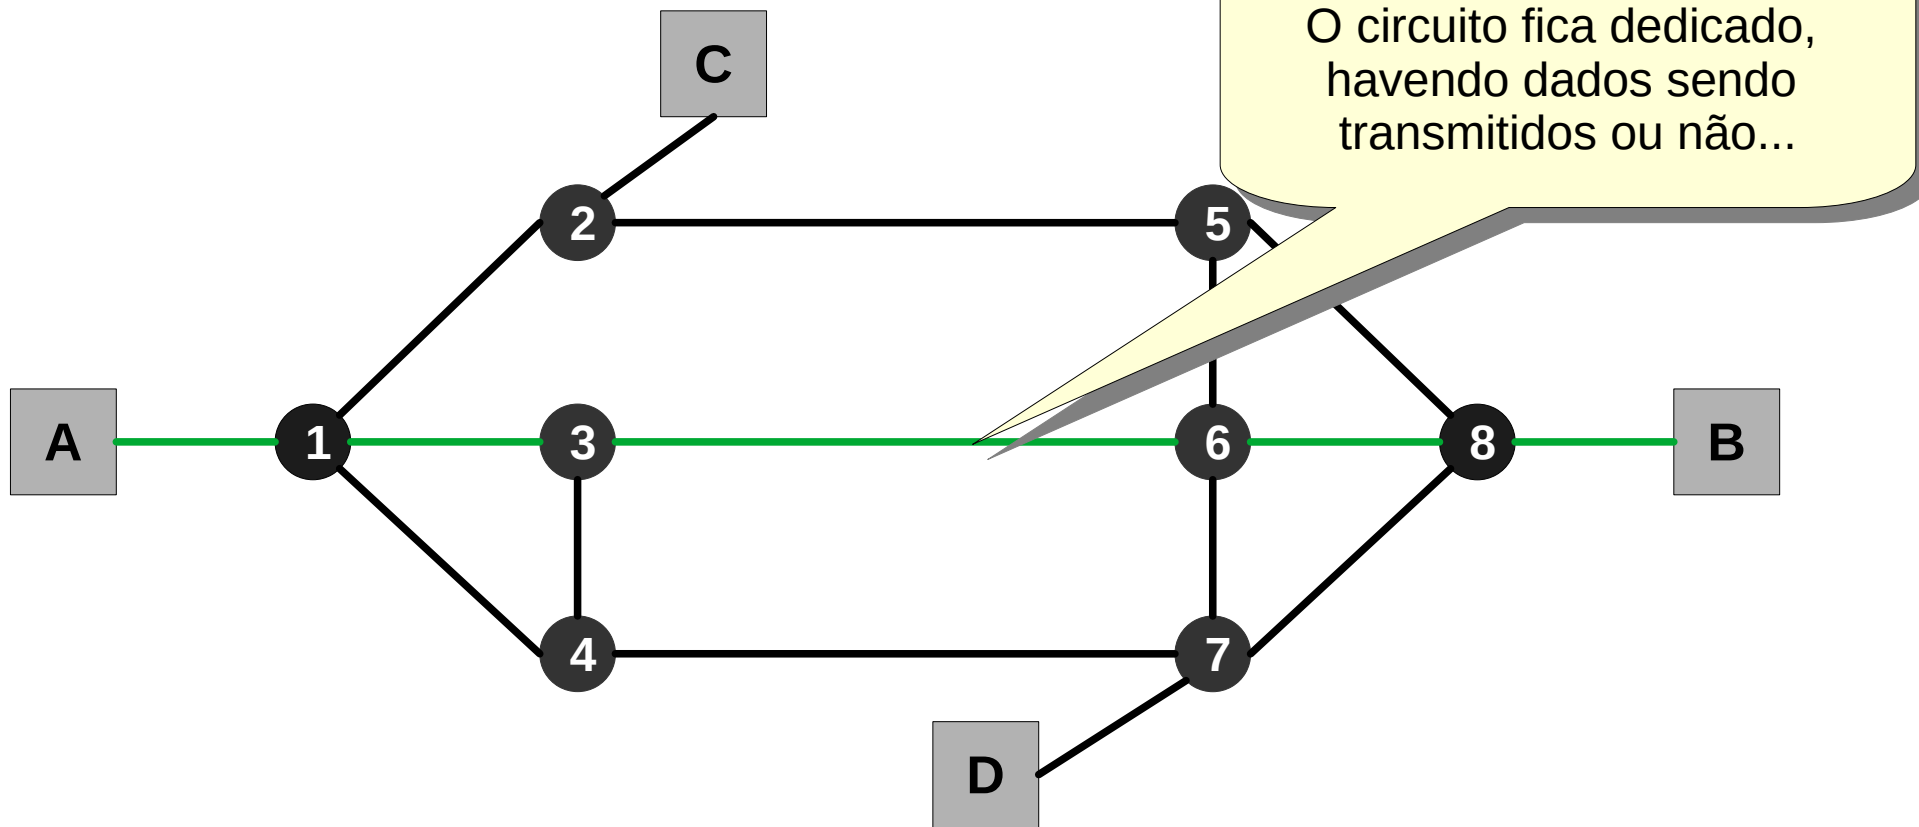 O circuito fica dedicado,
havendo dados sendo
transmitidos ou não...
C
2
5
A
1
3
6
8
B
4
7
D